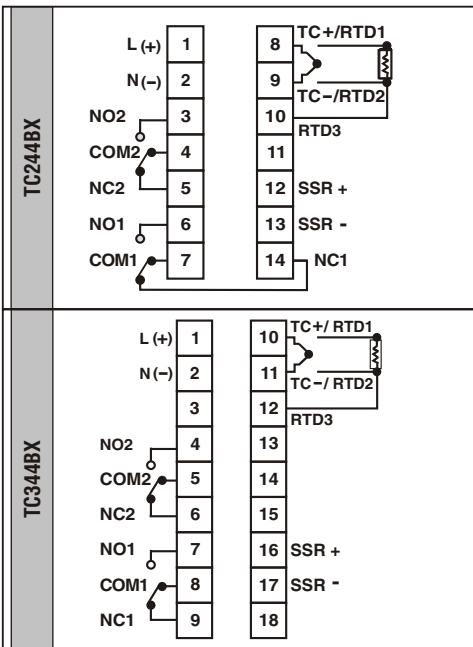 TC244BX
L (+) 1
N (–) 2
NO2 3
COM2 4
NC2 5
NO1 6
COM1 7
8 TC+/RTD1
9 TC–/RTD2
10 RTD3
11
12 SSR +
13 SSR -
14 NC1
TC344BX
L (+) 1
N (–) 2
3
NO2 4
COM2 5
NC2 6
NO1 7
COM1 8
NC1 9
10 TC+/ RTD1
11 TC–/ RTD2
12 RTD3
13
14
15
16 SSR +
17 SSR -
18